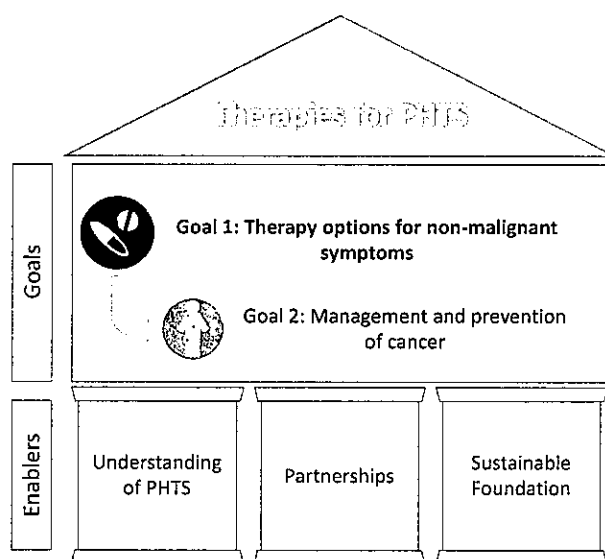 Therapies for PHTS
Goals
Goal 1: Therapy options for non-malignant
symptoms
Goal 2: Management and prevention
of cancer
Enablers
Understanding
of PHTS
Partnerships
Sustainable
Foundation